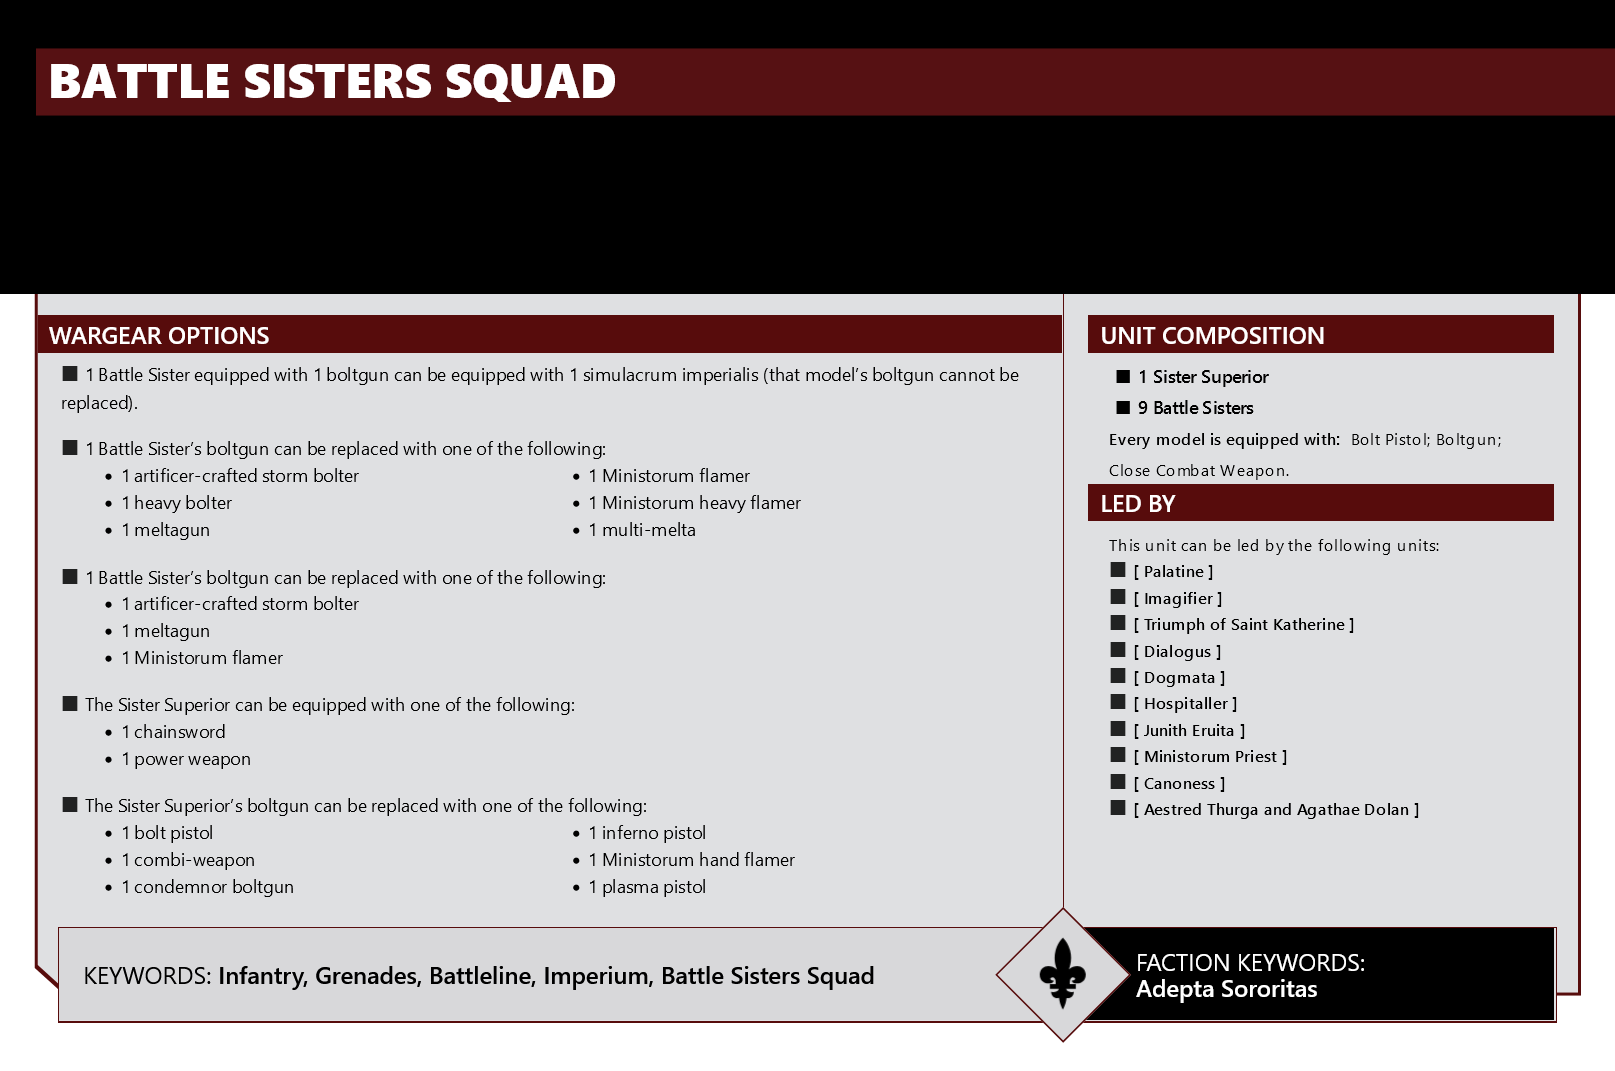 BATTLE SISTERS SQUAD
WARGEAR OPTIONS
■ 1 Battle Sister equipped with 1 boltgun can be equipped with 1 simulacrum imperialis (that model’s boltgun cannot be
replaced).
■ 1 Battle Sister’s boltgun can be replaced with one of the following:
• 1 artificer-crafted storm bolter
• 1 heavy bolter
• 1 meltagun
• 1 Ministorum flamer
• 1 Ministorum heavy flamer
• 1 multi-melta
■ 1 Battle Sister’s boltgun can be replaced with one of the following:
• 1 artificer-crafted storm bolter
• 1 meltagun
• 1 Ministorum flamer
■ The Sister Superior can be equipped with one of the following:
• 1 chainsword
• 1 power weapon
■ The Sister Superior’s boltgun can be replaced with one of the following:
• 1 bolt pistol
• 1 combi-weapon
• 1 condemnor boltgun
• 1 inferno pistol
• 1 Ministorum hand flamer
• 1 plasma pistol
UNIT COMPOSITION
■ 1 Sister Superior
■ 9 Battle Sisters
Every model is equipped with: Bolt Pistol; Boltgun;
Close Combat Weapon.
LED BY
This unit can be led by the following units:
■ [ Palatine ]
■ [ Imagifier ]
■ [ Triumph of Saint Katherine ]
■ [ Dialogus ]
■ [ Dogmata ]
■ [ Hospitaller ]
■ [ Junith Eruita ]
■ [ Ministorum Priest ]
■ [ Canoness ]
■ [ Aestred Thurga and Agathae Dolan ]
KEYWORDS: Infantry, Grenades, Battleline, Imperium, Battle Sisters Squad
FACTION KEYWORDS:
Adepta Sororitas